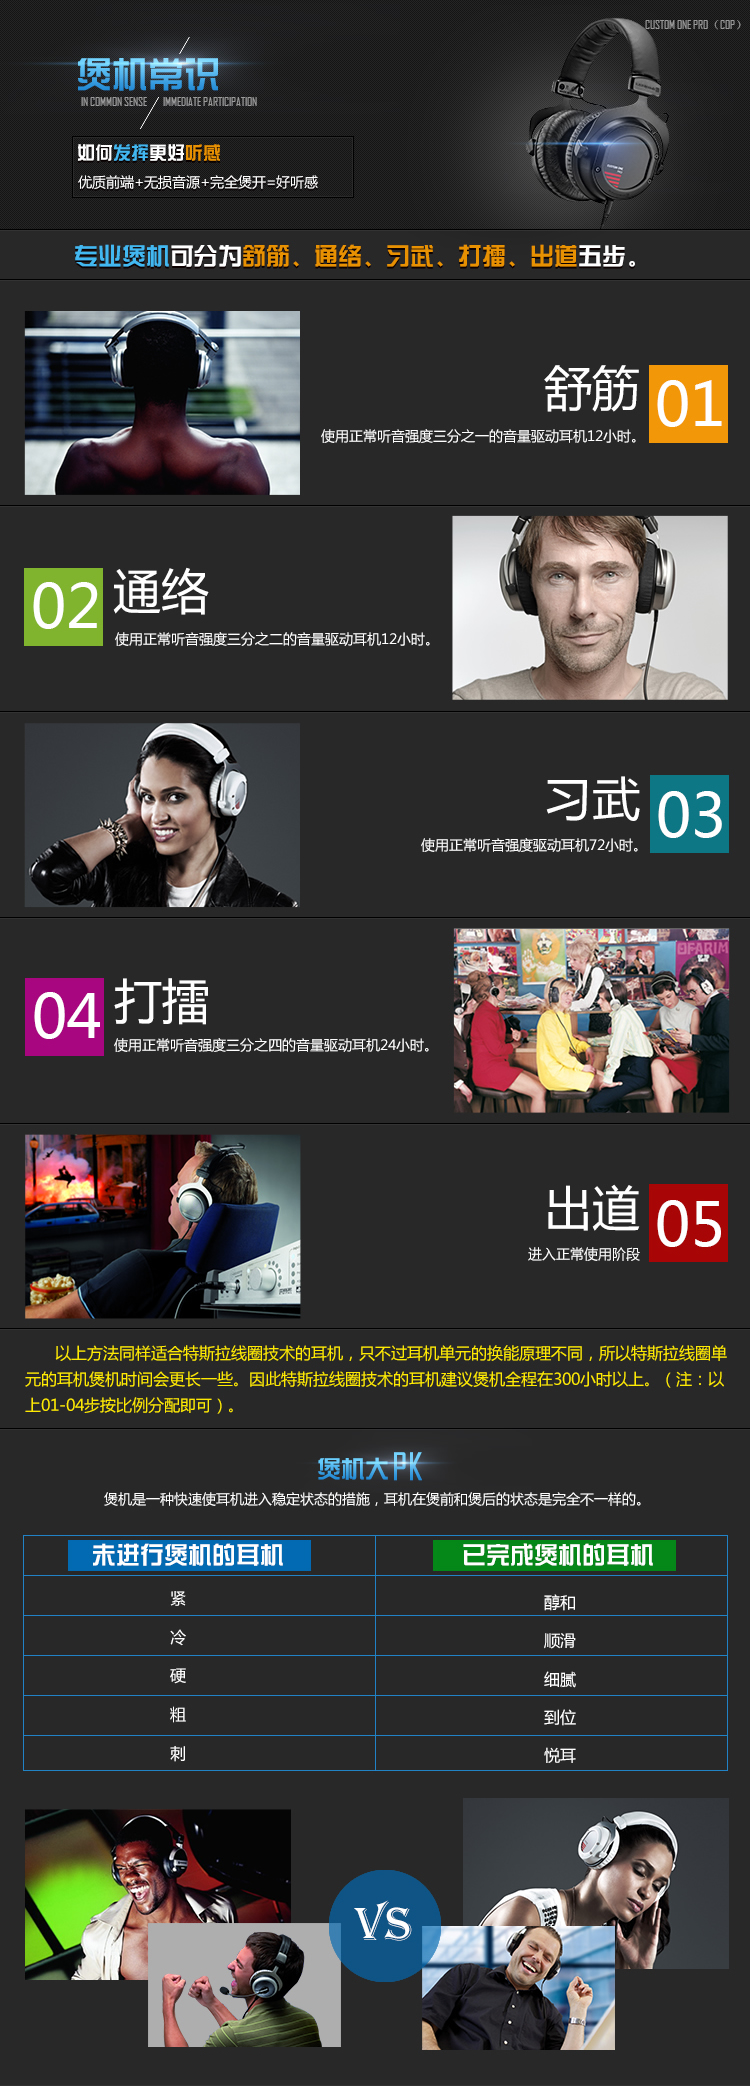 CUSTOM ONE PRO（COP）
煲机常识
IN COMMON SENSE IMMEDIATE PARTICIPATION
如何发挥更好听感
优质前端+无损音源+完全煲开=好听感
专业煲机可分为舒筋、通络、习武、打擂、出道五步。
舒筋 01
使用正常听音强度三分之一的音量驱动耳机12小时。
02 通络
使用正常听音强度三分之二的音量驱动耳机12小时。
习武 03
使用正常听音强度驱动耳机72小时。
OFARIM
04 打擂
使用正常听音强度三分之四的音量驱动耳机24小时。
出道 05
进入正常使用阶段
以上方法同样适合特斯拉线圈技术的耳机，只不过耳机单元的换能原理不同，所以特斯拉线圈单
元的耳机煲机时间会更长一些。因此特斯拉线圈技术的耳机建议煲机全程在300小时以上。（注：以
上01-04步按比例分配即可）。
煲机大PK
煲机是一种快速使耳机进入稳定状态的措施，耳机在煲前和煲后的状态是完全不一样的。
未进行煲机的耳机 已完成煲机的耳机
紧 醇和
冷 顺滑
硬 细腻
粗 到位
刺 悦耳
VS